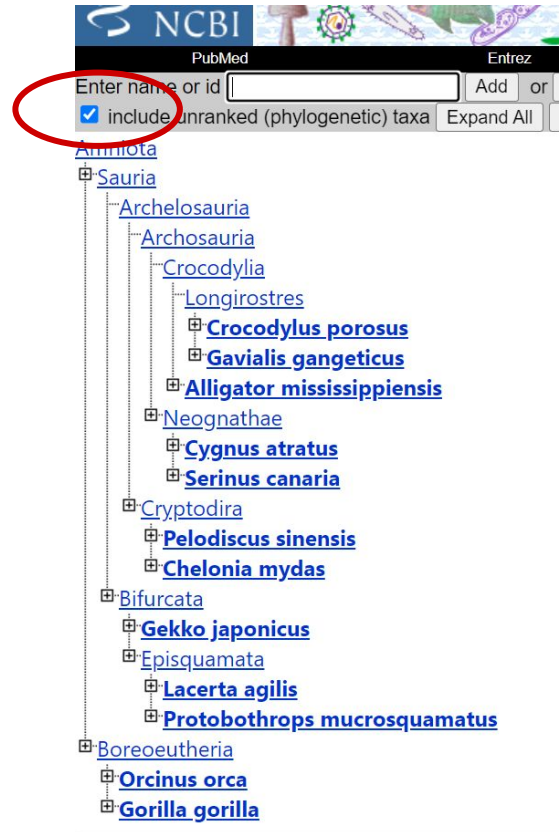 NCBI
PubMed Entrez
Enter name or id Add or
include unranked (phylogenetic) taxa Expand All
Amniota
Sauria
Archelosauria
Archosauria
Crocodylia
Longirostres
Crocodylus porosus
Gavialis gangeticus
Alligator mississippiensis
Neognathae
Cygnus atratus
Serinus canaria
Cryptodira
Pelodiscus sinensis
Chelonia mydas
Bifurcata
Gekko japonicus
Episquamata
Lacerta agilis
Protobothrops mucrosquamatus
Boreoeutheria
Orcinus orca
Gorilla gorilla